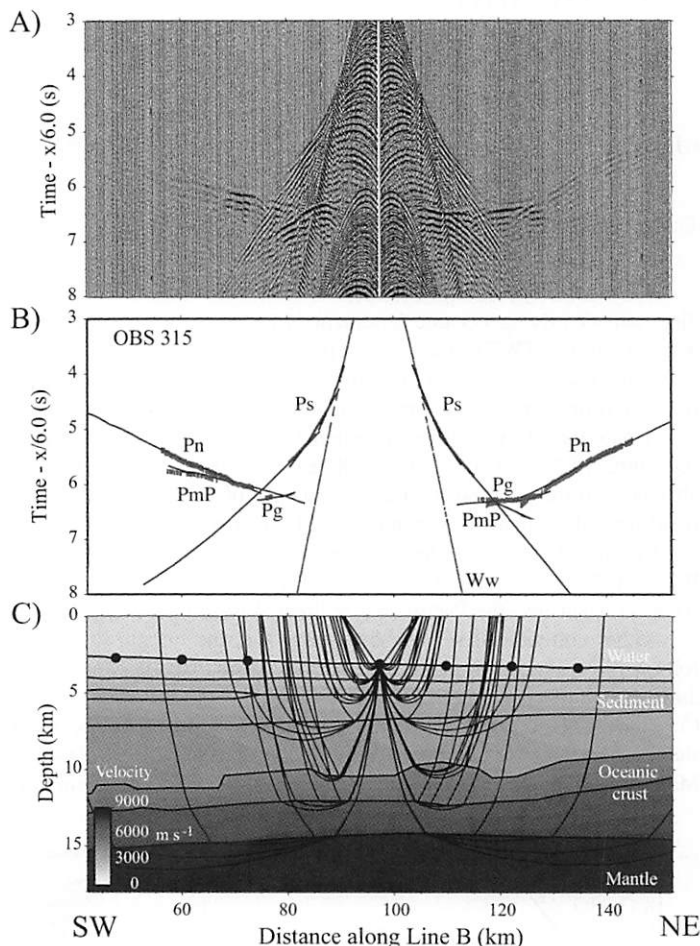 A)
3
4
5
6
7
8
Time - x/6.0 (s)
B)
3
4
5
6
7
8
Time - x/6.0 (s)
OBS 315
Ps
Ps
Pn
Pn
PmP
Pg
Pg
PmP
Ww
C)
0
5
10
15
Depth (km)
Water
Sediment
Velocity
Oceanic
crust
9000
6000 m s⁻¹
3000
0
Mantle
60
80
100
120
140
SW
Distance along Line B (km)
NE